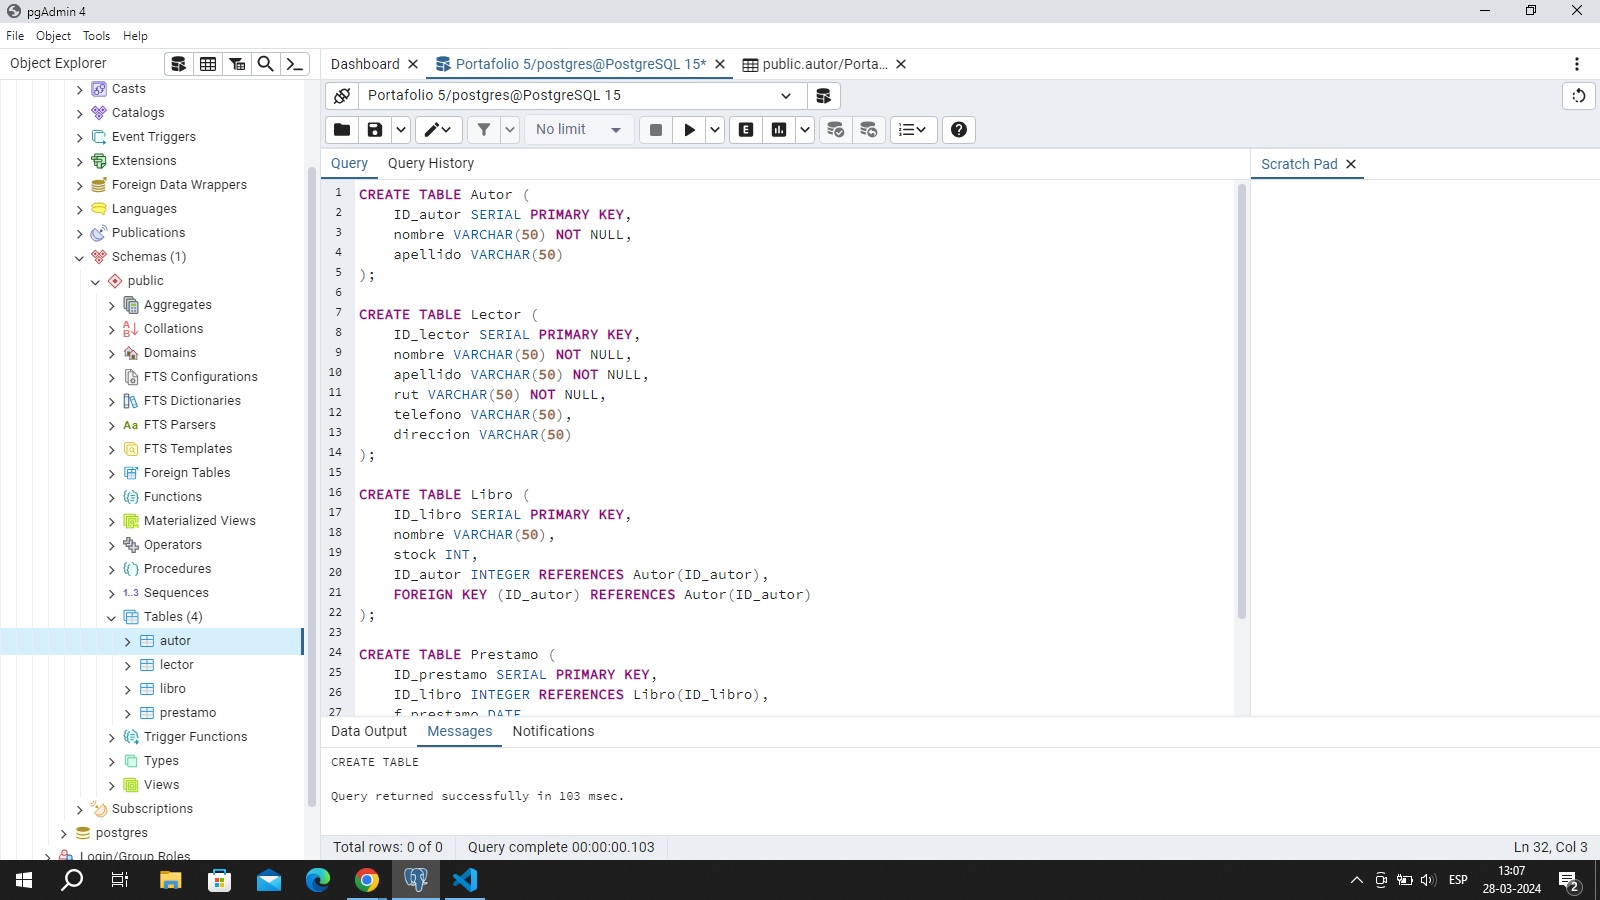 pgAdmin 4
File Object Tools Help
Object Explorer
Dashboard
Portafolio 5/postgres@PostgreSQL 15*
public.autor/Porta...
Casts
Catalogs
Event Triggers
Extensions
Foreign Data Wrappers
Languages
Publications
Schemas (1)
public
Aggregates
Collations
Domains
FTS Configurations
FTS Dictionaries
Aa FTS Parsers
FTS Templates
Foreign Tables
Functions
Materialized Views
Operators
Procedures
1..3 Sequences
Tables (4)
autor
lector
libro
prestamo
Trigger Functions
Types
Views
Subscriptions
postgres
Login/Group Roles
Portafolio 5/postgres@PostgreSQL 15
No limit
E
Query Query History
Scratch Pad
1 CREATE TABLE Autor (
2 ID_autor SERIAL PRIMARY KEY,
3 nombre VARCHAR(50) NOT NULL,
4 apellido VARCHAR(50)
5 );
6
7 CREATE TABLE Lector (
8 ID_lector SERIAL PRIMARY KEY,
9 nombre VARCHAR(50) NOT NULL,
10 apellido VARCHAR(50) NOT NULL,
11 rut VARCHAR(50) NOT NULL,
12 telefono VARCHAR(50),
13 direccion VARCHAR(50)
14 );
15
16 CREATE TABLE Libro (
17 ID_libro SERIAL PRIMARY KEY,
18 nombre VARCHAR(50),
19 stock INT,
20 ID_autor INTEGER REFERENCES Autor(ID_autor),
21 FOREIGN KEY (ID_autor) REFERENCES Autor(ID_autor)
22 );
23
24 CREATE TABLE Prestamo (
25 ID_prestamo SERIAL PRIMARY KEY,
26 ID_libro INTEGER REFERENCES Libro(ID_libro),
27 f_prestamo DATE
Data Output Messages Notifications
CREATE TABLE
Query returned successfully in 103 msec.
Total rows: 0 of 0 Query complete 00:00:00.103 Ln 32, Col 3
ESP
13:07
28-03-2024
2